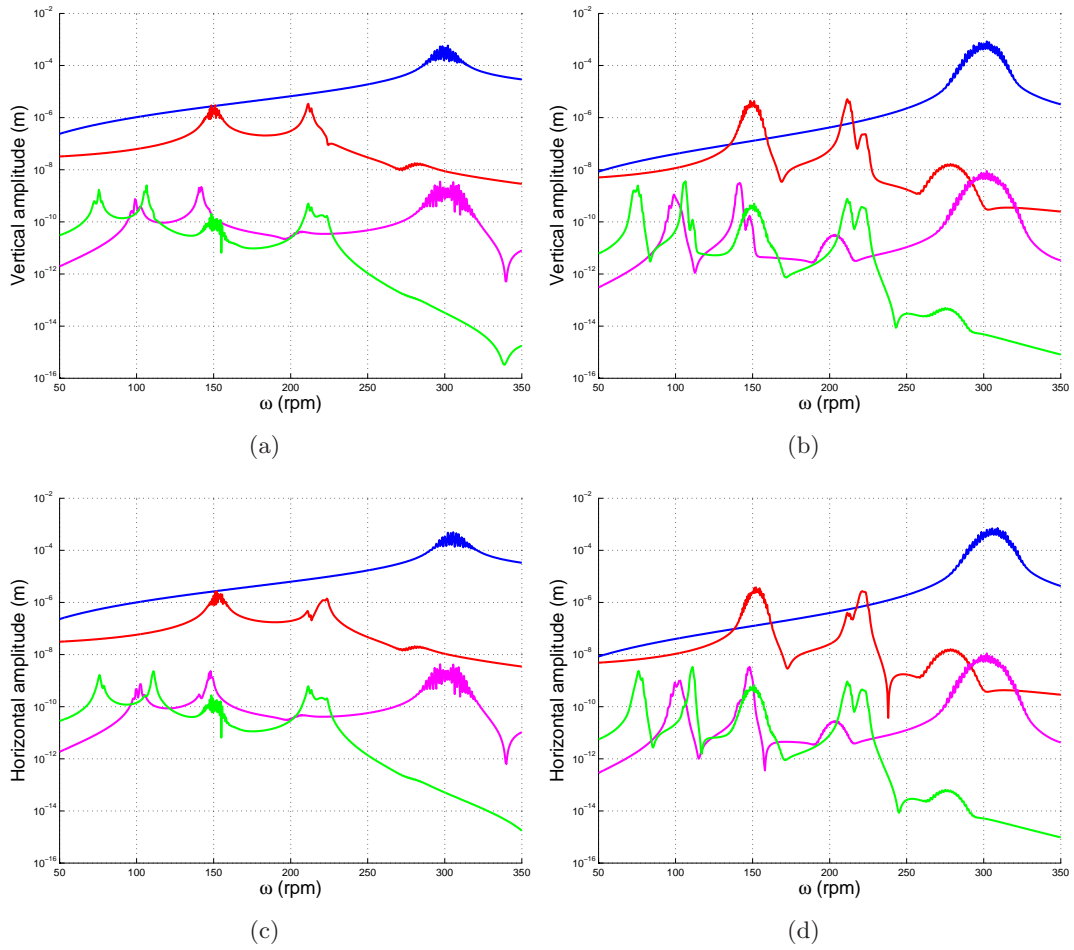 10⁻² 10⁻⁴ 10⁻⁶ 10⁻⁸ 10⁻¹⁰ 10⁻¹² 10⁻¹⁴ 10⁻¹⁶
Vertical amplitude (m)
50 100 150 200 250 300 350
ω (rpm)
(a)
10⁻² 10⁻⁴ 10⁻⁶ 10⁻⁸ 10⁻¹⁰ 10⁻¹² 10⁻¹⁴ 10⁻¹⁶
Vertical amplitude (m)
50 100 150 200 250 300 350
ω (rpm)
(b)
10⁻² 10⁻⁴ 10⁻⁶ 10⁻⁸ 10⁻¹⁰ 10⁻¹² 10⁻¹⁴ 10⁻¹⁶
Horizontal amplitude (m)
50 100 150 200 250 300 350
ω (rpm)
(c)
10⁻² 10⁻⁴ 10⁻⁶ 10⁻⁸ 10⁻¹⁰ 10⁻¹² 10⁻¹⁴ 10⁻¹⁶
Horizontal amplitude (m)
50 100 150 200 250 300 350
ω (rpm)
(d)